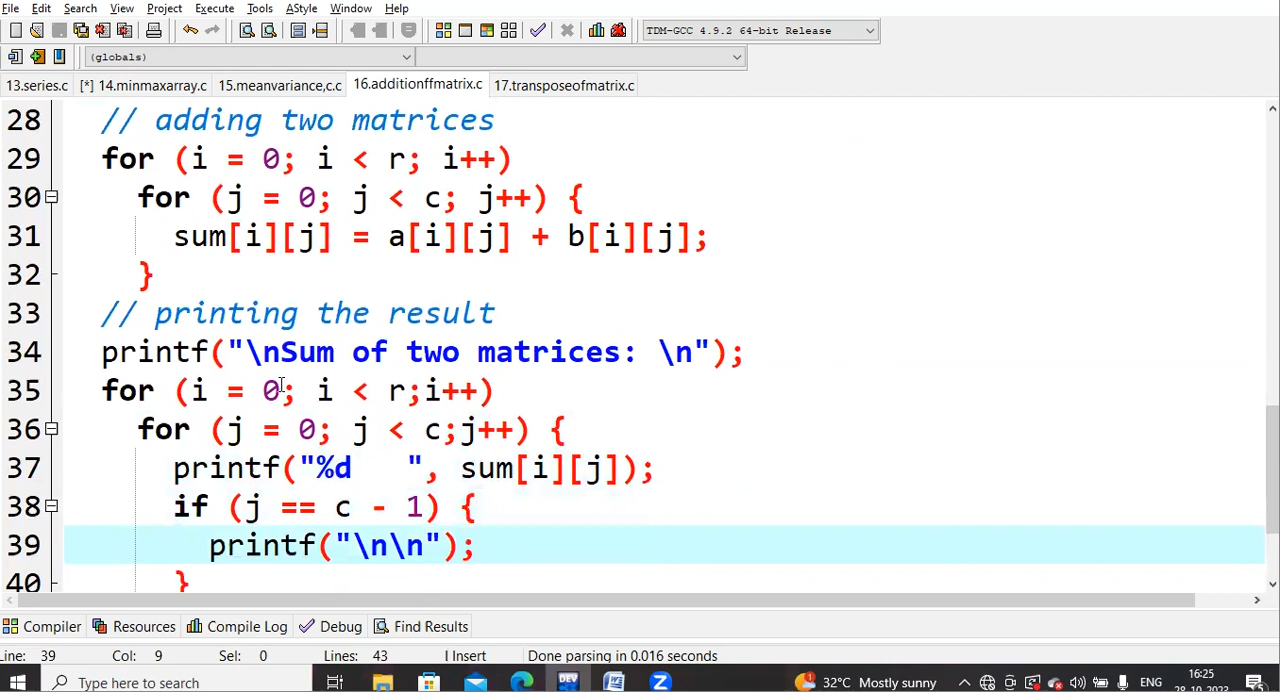 File Edit Search View Project Execute Tools AStyle Window Help
TDM-GCC 4.9.2 64-bit Release
(globals)
13.series.c [*] 14.minmaxarray.c 15.meanvariance,c.c 16.additionffmatrix.c 17.transposeofmatrix.c
28 // adding two matrices
29 for (i = 0; i < r; i++)
30 for (j = 0; j < c; j++) {
31 sum[i][j] = a[i][j] + b[i][j];
32 }
33 // printing the result
34 printf("\nSum of two matrices: \n");
35 for (i = 0; i < r;i++)
36 for (j = 0; j < c;j++) {
37 printf("%d   ", sum[i][j]);
38 if (j == c - 1) {
39 printf("\n\n");
40 }
Compiler Resources Compile Log Debug Find Results
Line: 39 Col: 9 Sel: 0 Lines: 43 Insert Done parsing in 0.016 seconds
Type here to search DEV W 32°C Mostly sunny ENG 16:25
28.10.2023